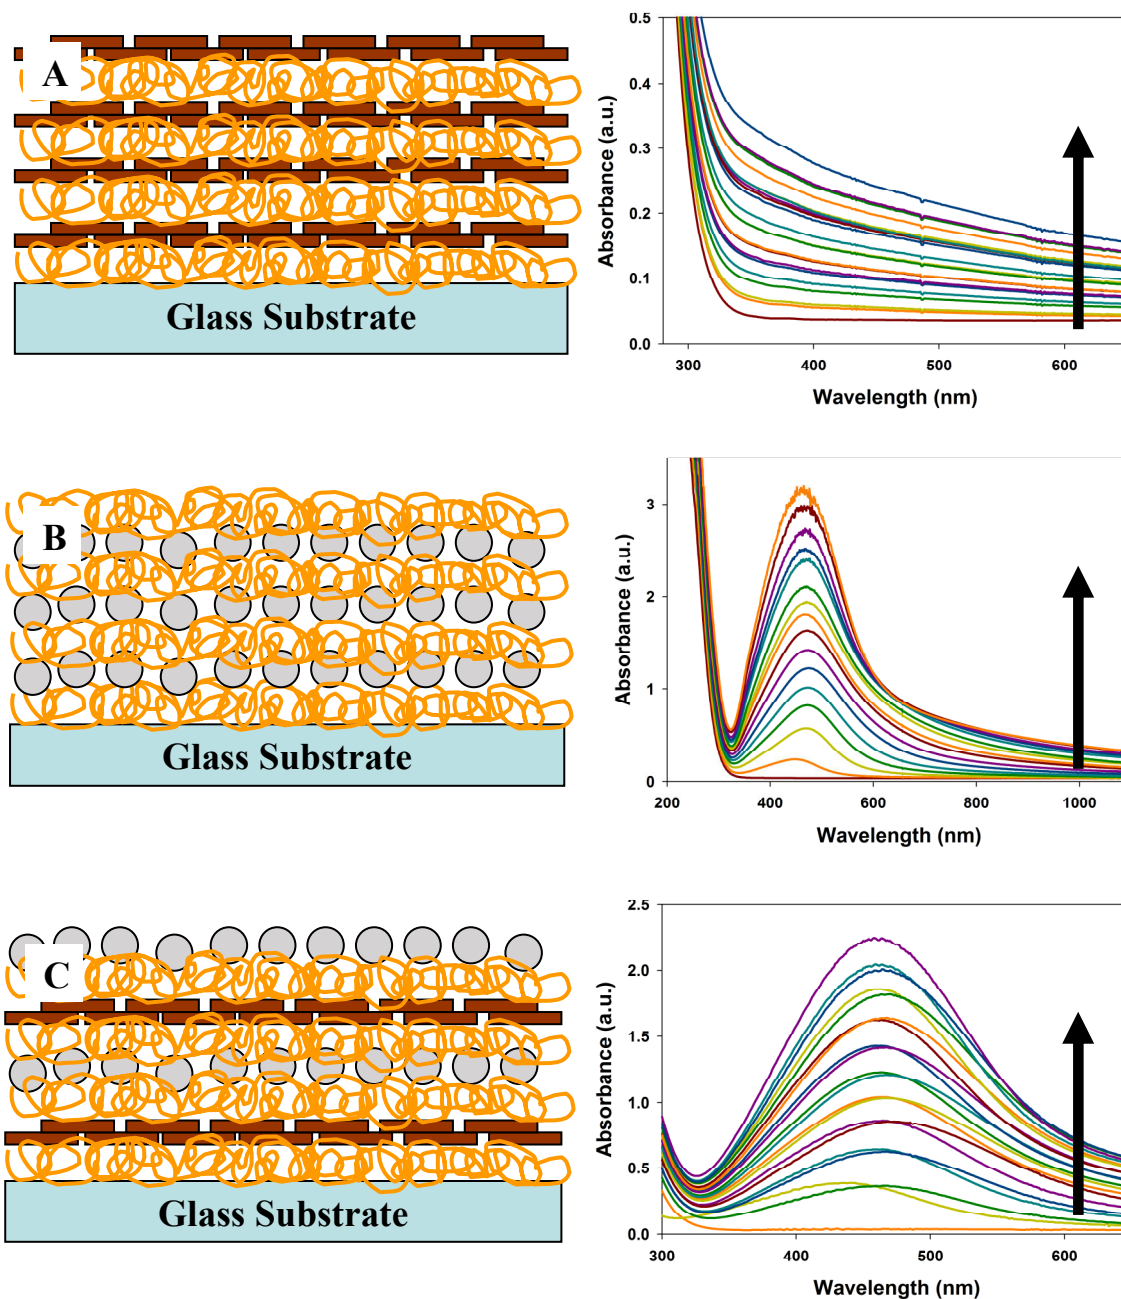 A
Glass Substrate
0.5
0.4
0.3
0.2
0.1
0.0
Absorbance (a.u.)
300 400 500 600
Wavelength (nm)
B
Glass Substrate
3
2
1
0
Absorbance (a.u.)
200 400 600 800 1000
Wavelength (nm)
C
Glass Substrate
2.5
2.0
1.5
1.0
0.5
0.0
Absorbance (a.u.)
300 400 500 600
Wavelength (nm)